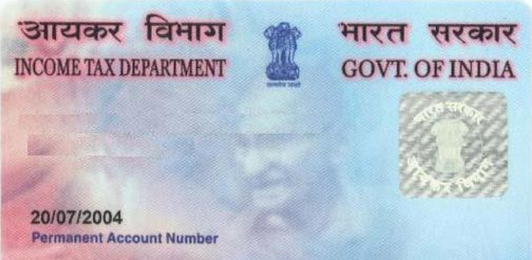 आयकर विभाग
INCOME TAX DEPARTMENT
भारत सरकार
GOVT. OF INDIA
सत्यमेव जयते
भारत सरकार
आयकर विभाग
20/07/2004
Permanent Account Number